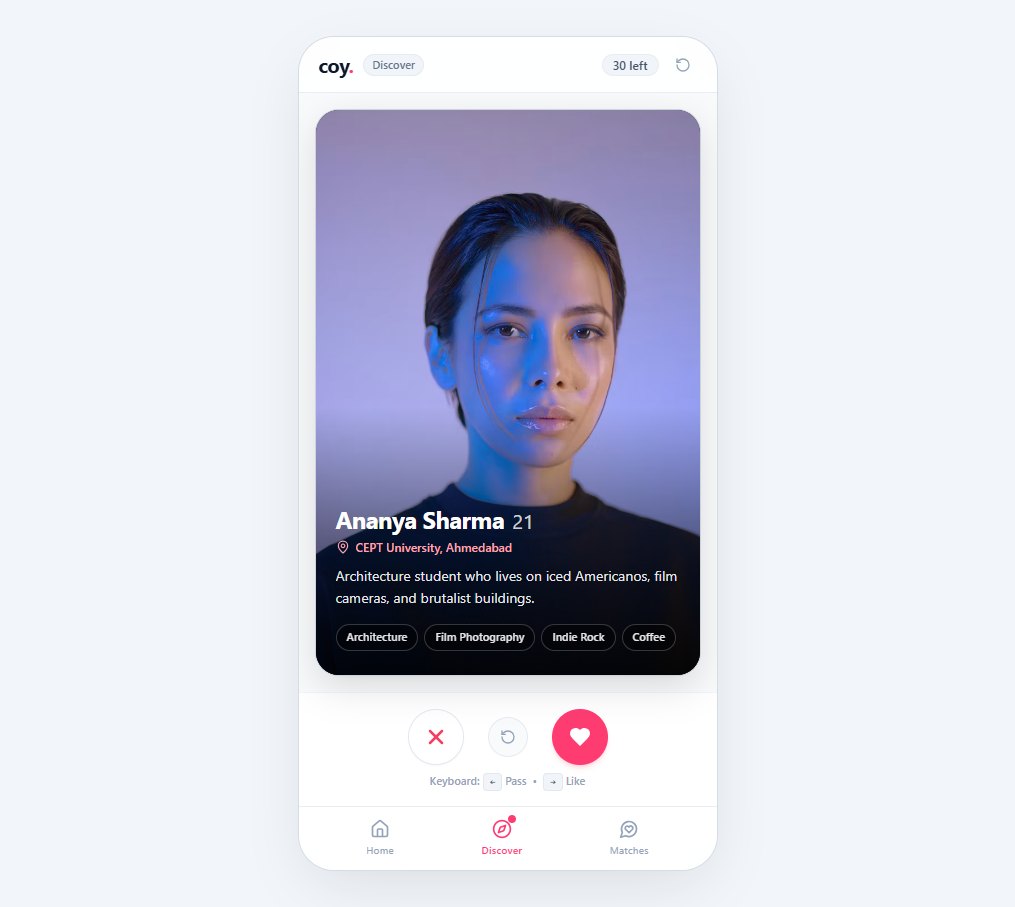 coy. Discover 30 left
Ananya Sharma 21
CEPT University, Ahmedabad
Architecture student who lives on iced Americanos, film
cameras, and brutalist buildings.
Architecture Film Photography Indie Rock Coffee
Keyboard: ← Pass • → Like
Home Discover Matches